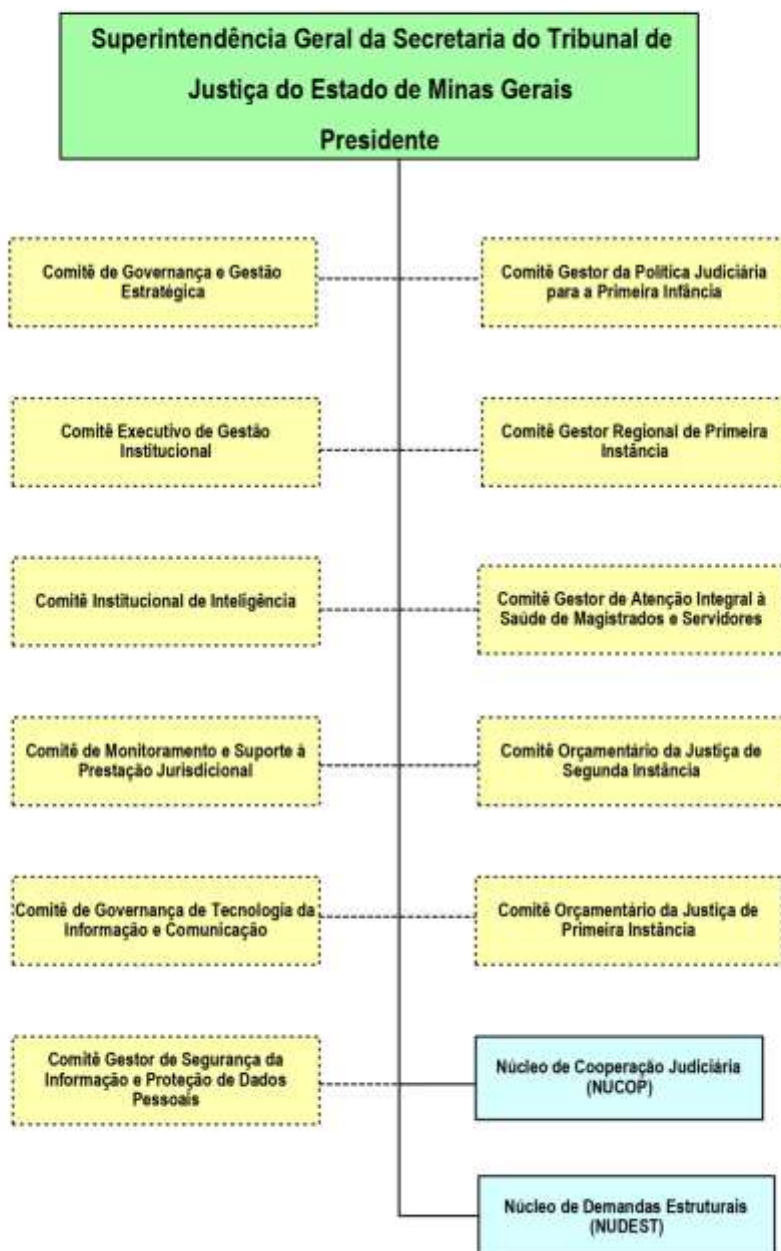 Superintendência Geral da Secretaria do Tribunal de
Justiça do Estado de Minas Gerais
Presidente
Comitê de Governança e Gestão
Estratégica
Comitê Gestor da Política Judiciária
para a Primeira Infância
Comitê Executivo de Gestão
Institucional
Comitê Gestor Regional de Primeira
Instância
Comitê Institucional de Inteligência
Comitê Gestor de Atenção Integral à
Saúde de Magistrados e Servidores
Comitê de Monitoramento e Suporte à
Prestação Jurisdicional
Comitê Orçamentário da Justiça de
Segunda Instância
Comitê de Governança de Tecnologia da
Informação e Comunicação
Comitê Orçamentário da Justiça de
Primeira Instância
Comitê Gestor de Segurança da
Informação e Proteção de Dados
Pessoais
Núcleo de Cooperação Judiciária
(NUCOP)
Núcleo de Demandas Estruturais
(NUDEST)